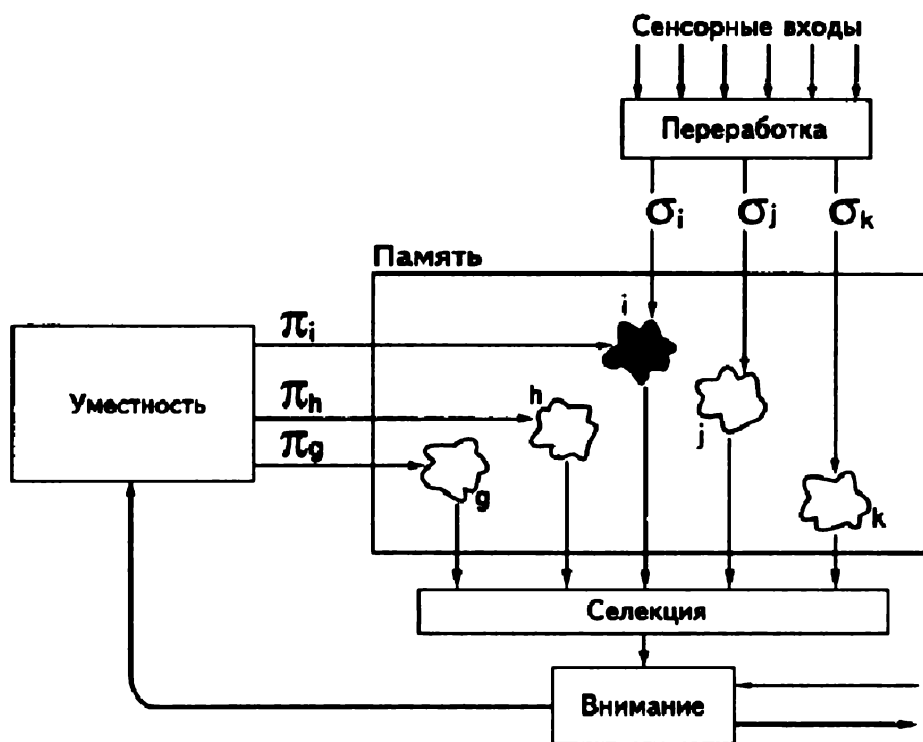 Сенсорные входы
Переработка
σi σj σk
Память
i
πi
Уместность
πh
h
j
πg
g
k
Селекция
Внимание